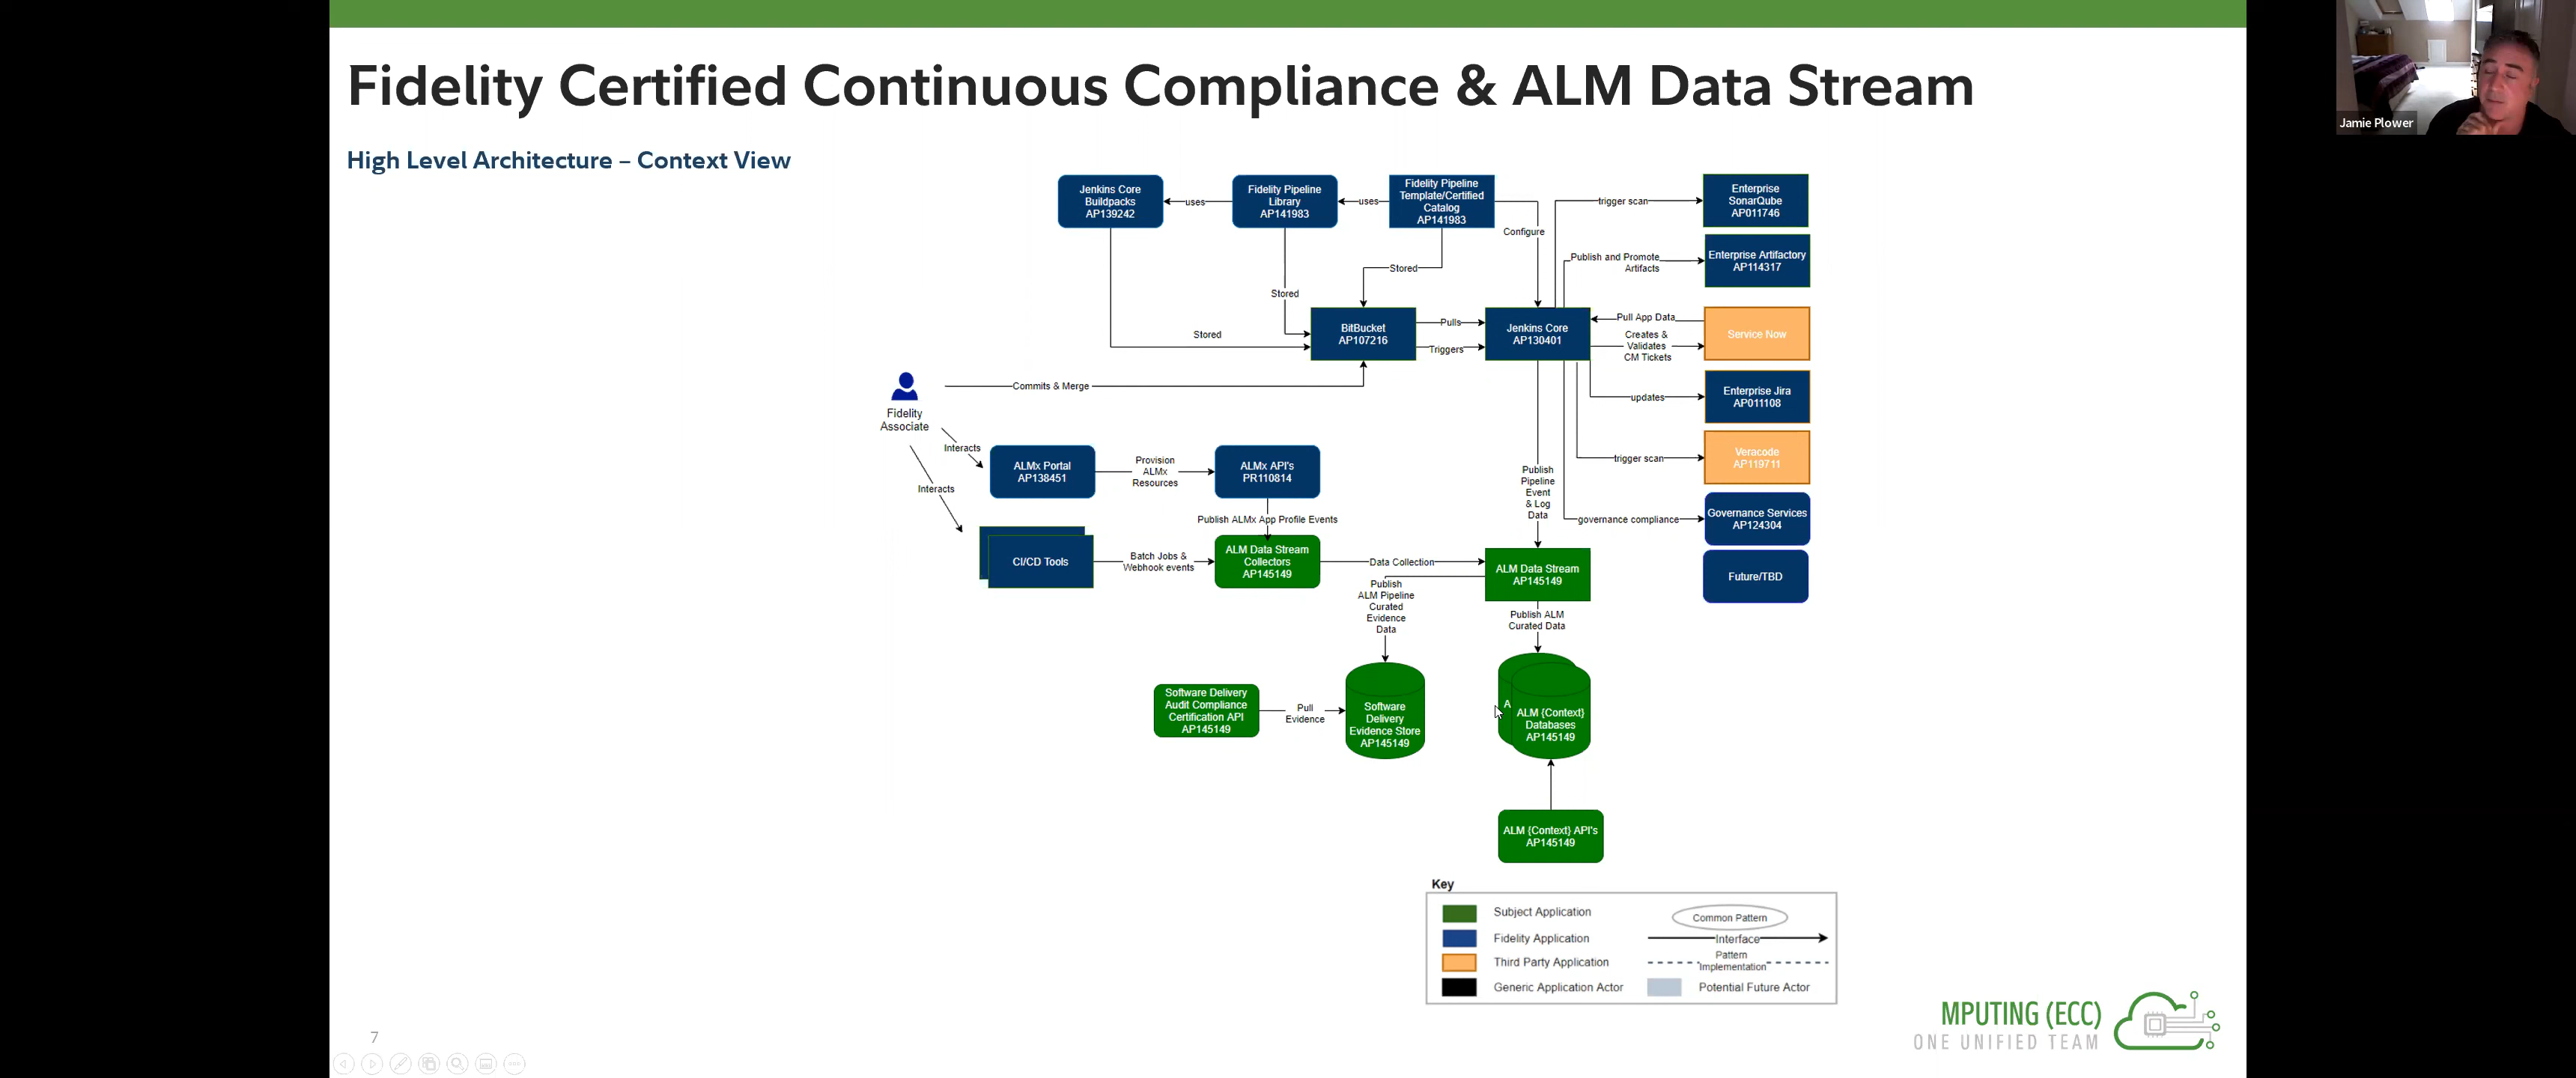 Fidelity Certified Continuous Compliance & ALM Data Stream
Jamie Plower
High Level Architecture – Context View
Jenkins Core
Buildpacks
AP139242
uses
Fidelity Pipeline
Library
AP141983
uses
Fidelity Pipeline
Template/Certified
Catalog
AP141983
Configure
trigger scan
Enterprise
SonarQube
AP011746
Publish and Promote
Artifacts
Enterprise Artifactory
AP114317
Stored
Stored
Stored
BitBucket
AP107216
Pulls
Triggers
Jenkins Core
AP130401
Pull App Data
Creates &
Validates
CM Tickets
Service Now
Commits & Merge
updates
Enterprise Jira
AP011108
Fidelity
Associate
Interacts
Interacts
ALMx Portal
AP138451
Provision
ALMx
Resources
ALMx API's
PR110814
trigger scan
Veracode
AP119711
Publish
Pipeline
Event
& Log
Data
Publish ALMx App Profile Events
governance compliance
Governance Services
AP124304
CI/CD Tools
Batch Jobs &
Webhook events
ALM Data Stream
Collectors
AP145149
Data Collection
ALM Data Stream
AP145149
Future/TBD
Publish
ALM Pipeline
Curated
Evidence
Data
Publish ALM
Curated Data
Software Delivery
Audit Compliance
Certification API
AP145149
Pull
Evidence
Software
Delivery
Evidence Store
AP145149
A
ALM {Context}
Databases
AP145149
ALM {Context} API's
AP145149
Key
Subject Application
Common Pattern
Fidelity Application
Interface
Third Party Application
Pattern
Implementation
Generic Application Actor
Potential Future Actor
MPUTING (ECC)
ONE UNIFIED TEAM
7